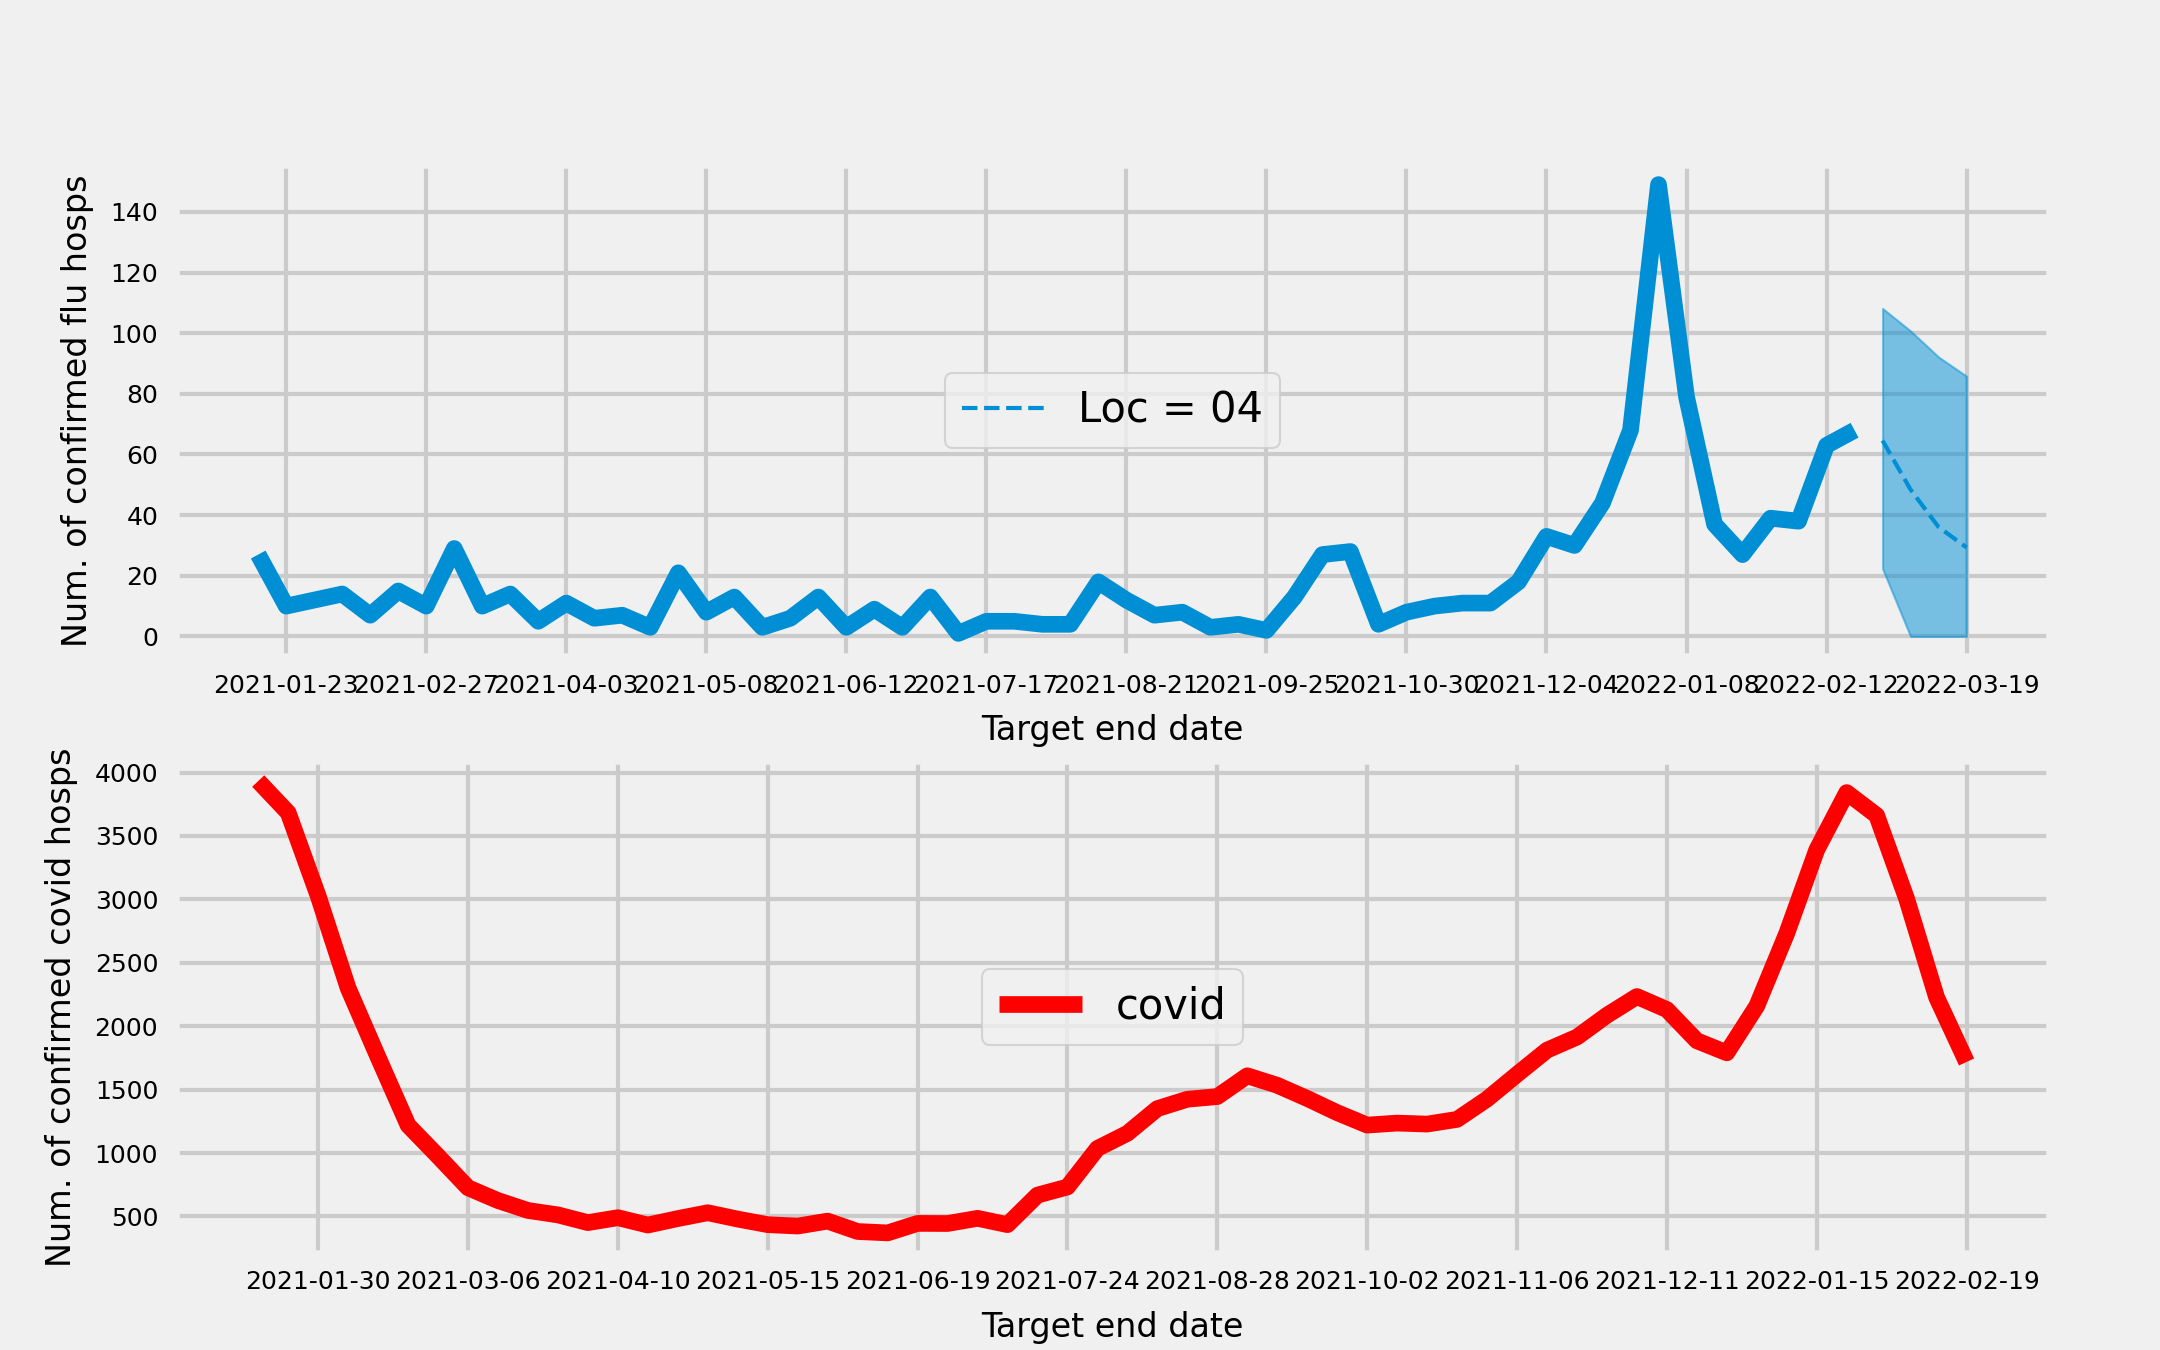 Num. of confirmed flu hosps
140
120
100
80
60
40
20
0
Loc = 04
2021-01-23 2021-02-27 2021-04-03 2021-05-08 2021-06-12 2021-07-17 2021-08-21 2021-09-25 2021-10-30 2021-12-04 2022-01-08 2022-02-12 2022-03-19
Target end date
Num. of confirmed covid hosps
4000
3500
3000
2500
2000
1500
1000
500
covid
2021-01-30 2021-03-06 2021-04-10 2021-05-15 2021-06-19 2021-07-24 2021-08-28 2021-10-02 2021-11-06 2021-12-11 2022-01-15 2022-02-19
Target end date